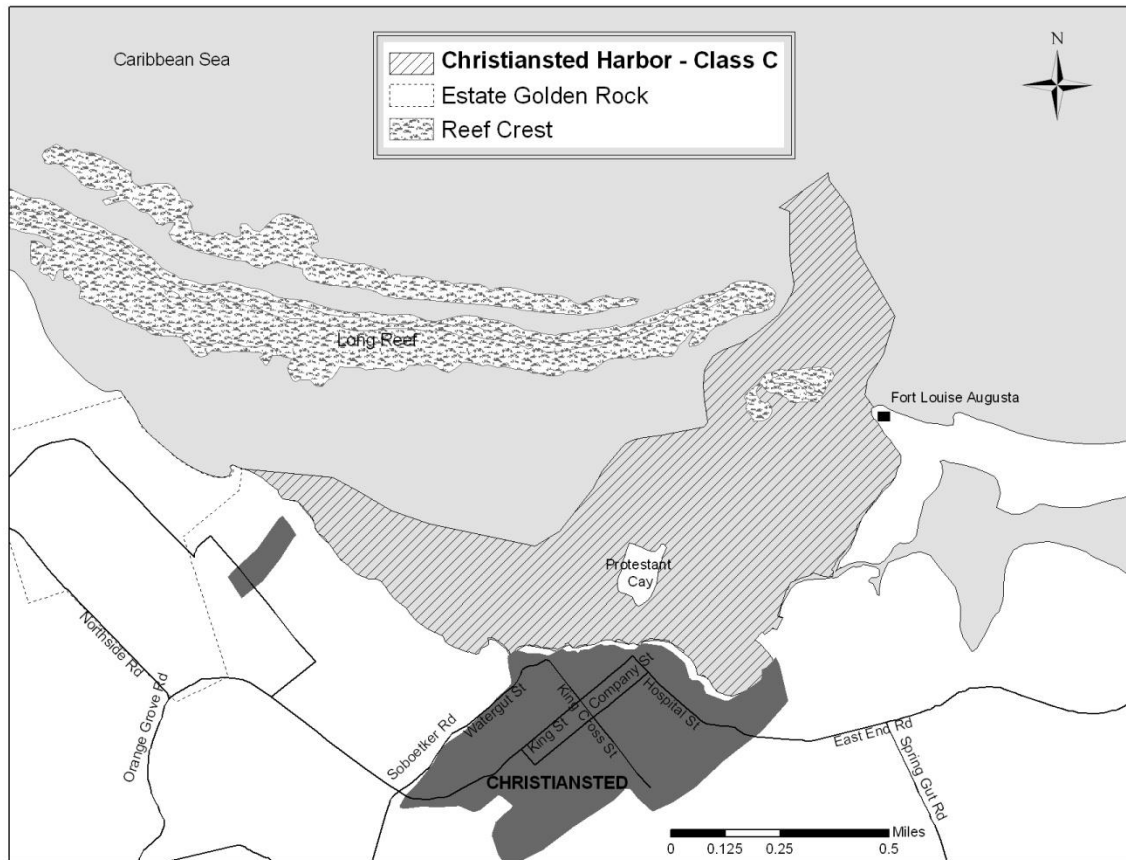 Caribbean Sea
Christiansted Harbor - Class C
Estate Golden Rock
Reef Crest
N
Long Reef
Fort Louise Augusta
Protestant
Cay
Northside Rd
Orange Grove Rd
Soboetker Rd
Watergut St
King St
King Cross St
Company St
Hospital St
East End Rd
Spring Gut Rd
CHRISTIANSTED
Miles
0 0.125 0.25 0.5